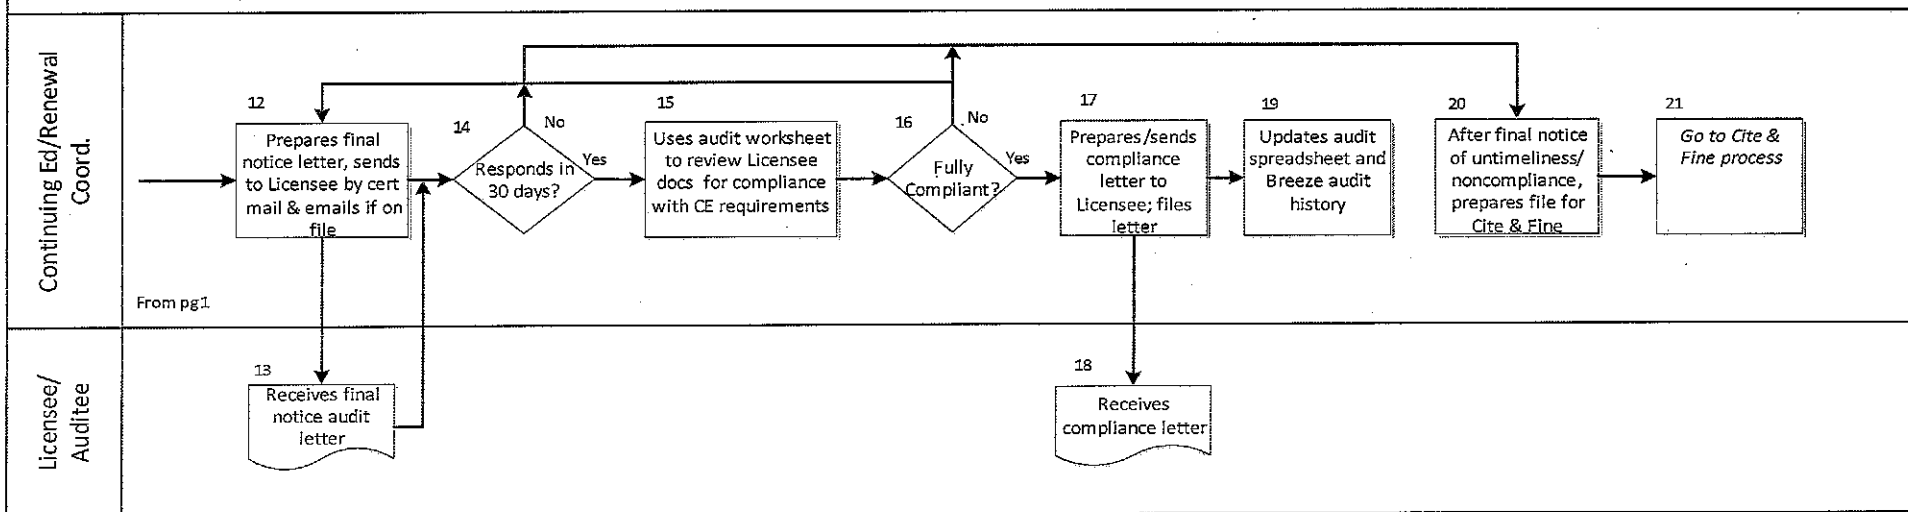 Continuing Ed/Renewal
Coord.
12
Prepares final
notice letter, sends
to Licensee by cert
mail & emails if on
file
14
No
Responds in
30 days?
Yes
15
Uses audit worksheet
to review Licensee
docs for compliance
with CE requirements
16
No
Fully
Compliant?
Yes
17
Prepares/sends
compliance
letter to
Licensee; files
letter
19
Updates audit
spreadsheet and
Breeze audit
history
20
After final notice
of untimeliness/
noncompliance,
prepares file for
Cite & Fine
21
Go to Cite &
Fine process
From pg1
Licensee/
Auditee
13
Receives final
notice audit
letter
18
Receives
compliance letter